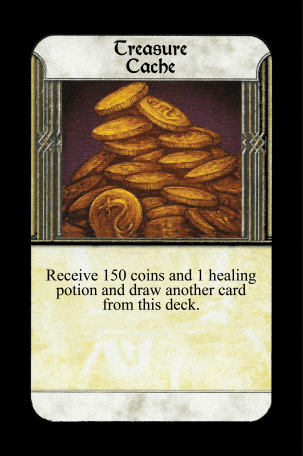 Treasure
Cache
Receive 150 coins and 1 healing
potion and draw another card
from this deck.